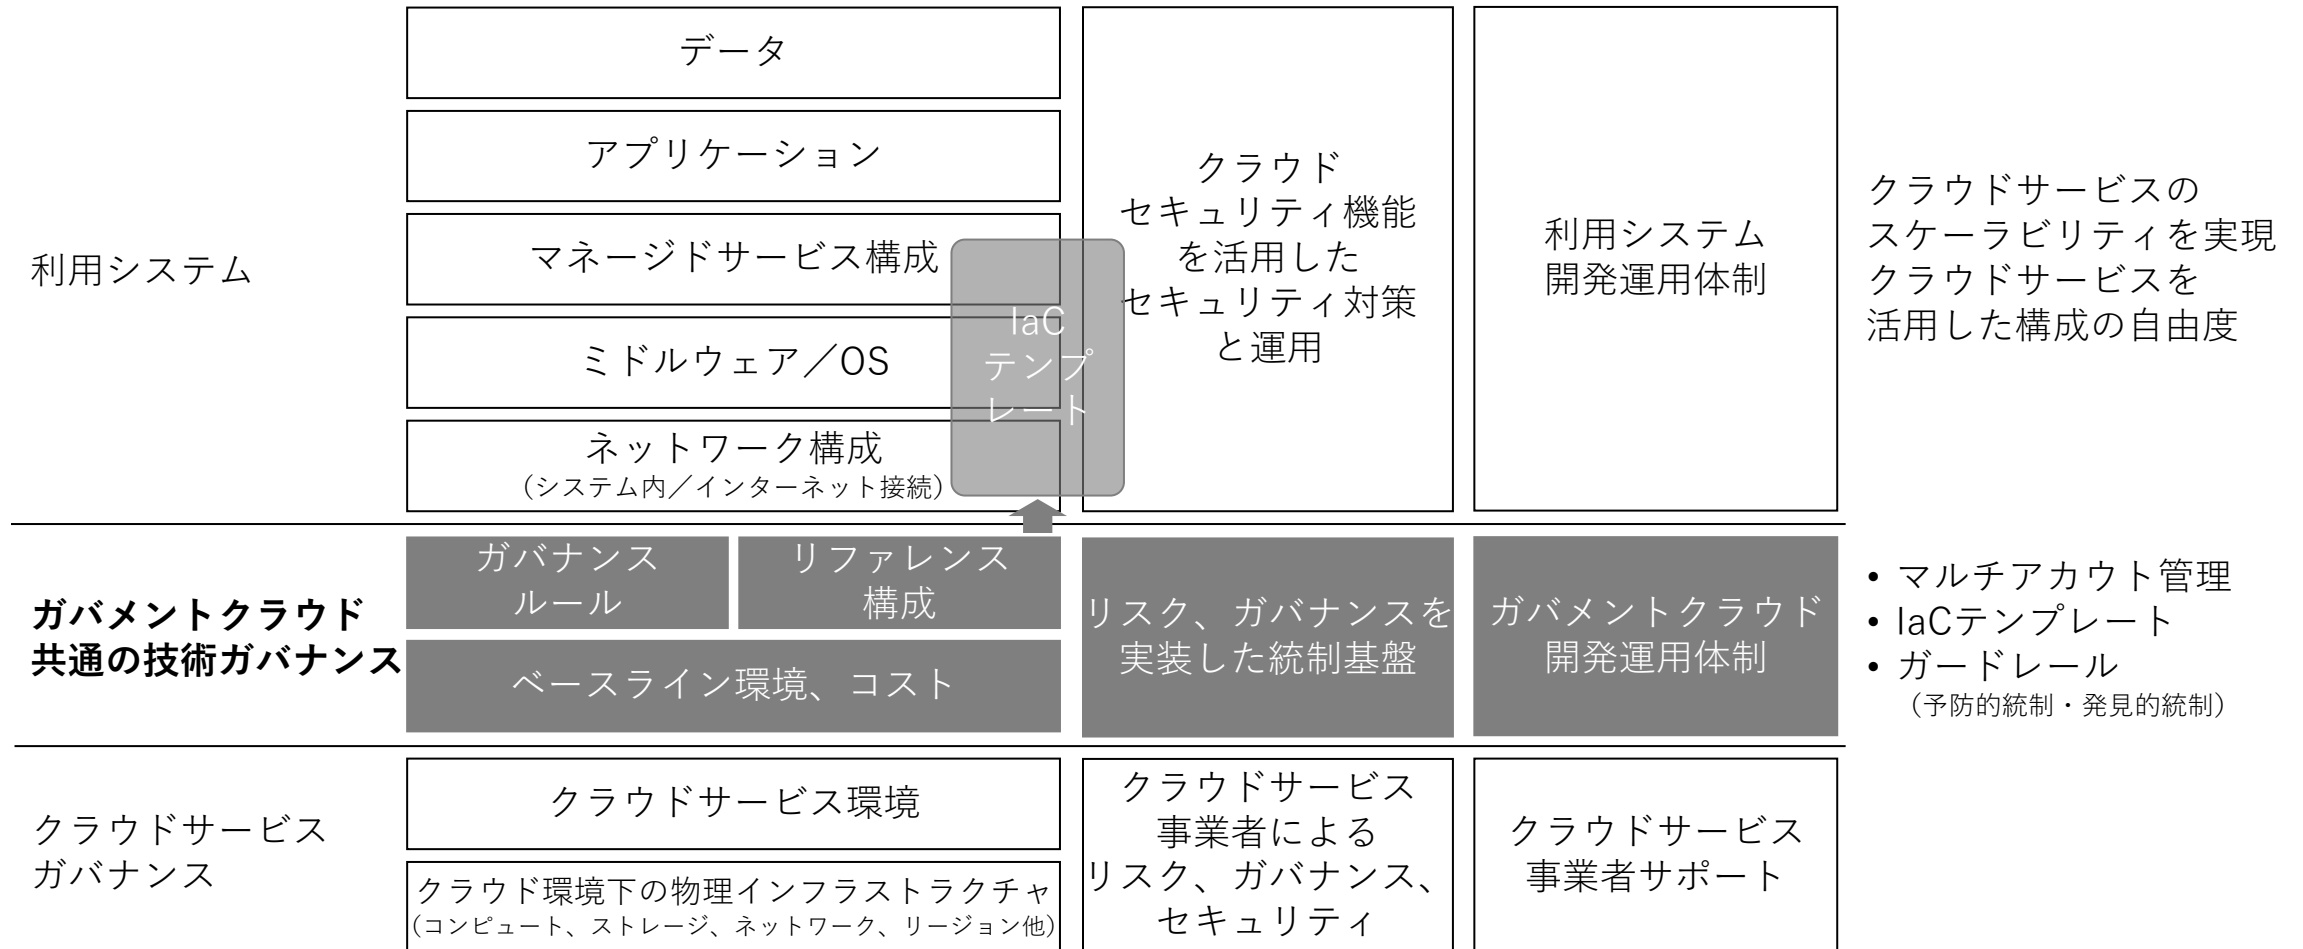 利用システム
データ
アプリケーション
マネージドサービス構成
ミドルウェア／OS
ネットワーク構成
（システム内／インターネット接続）
IaC
テンプ
レート
クラウド
セキュリティ機能
を活用した
セキュリティ対策
と運用
利用システム
開発運用体制
クラウドサービスの
スケーラビリティを実現
クラウドサービスを
活用した構成の自由度
ガバメントクラウド
共通の技術ガバナンス
ガバナンス
ルール
リファレンス
構成
ベースライン環境、コスト
リスク、ガバナンスを
実装した統制基盤
ガバメントクラウド
開発運用体制
• マルチアカウト管理
• IaCテンプレート
• ガードレール
（予防的統制・発見的統制）
クラウドサービス
ガバナンス
クラウドサービス環境
クラウド環境下の物理インフラストラクチャ
(コンピュート、ストレージ、ネットワーク、リージョン他)
クラウドサービス
事業者による
リスク、ガバナンス、
セキュリティ
クラウドサービス
事業者サポート